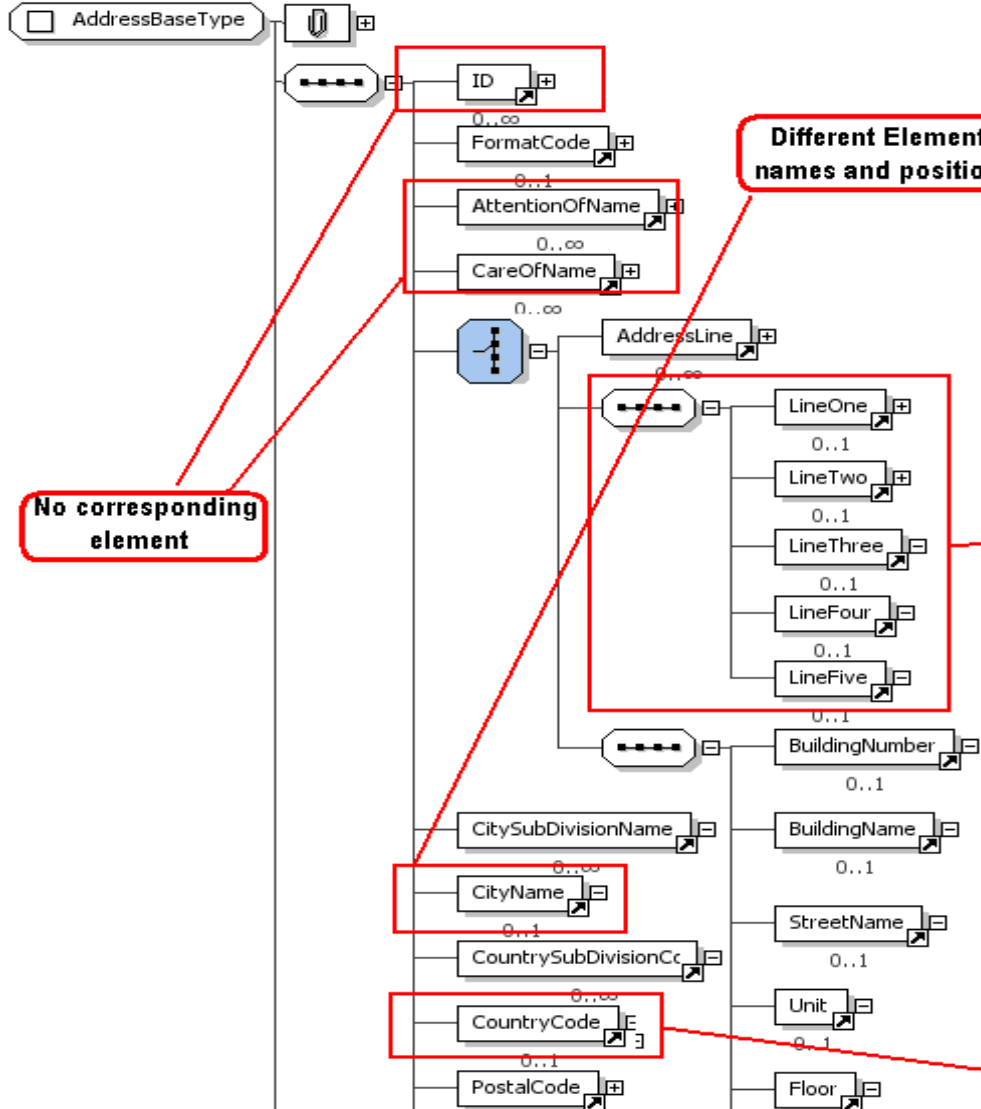 AddressBaseType
ID
0..∞
FormatCode
0..1
AttentionOfName
0..∞
CareOfName
0..∞
AddressLine
0..∞
LineOne
0..1
LineTwo
0..1
LineThree
0..1
LineFour
0..1
LineFive
0..1
BuildingNumber
0..1
BuildingName
0..1
StreetName
0..1
Unit
0..1
Floor
CitySubDivisionName
0..∞
CityName
0..1
CountrySubDivisionCo
0..∞
CountryCode
0..1
PostalCode
Different Element
names and positio
No corresponding
element